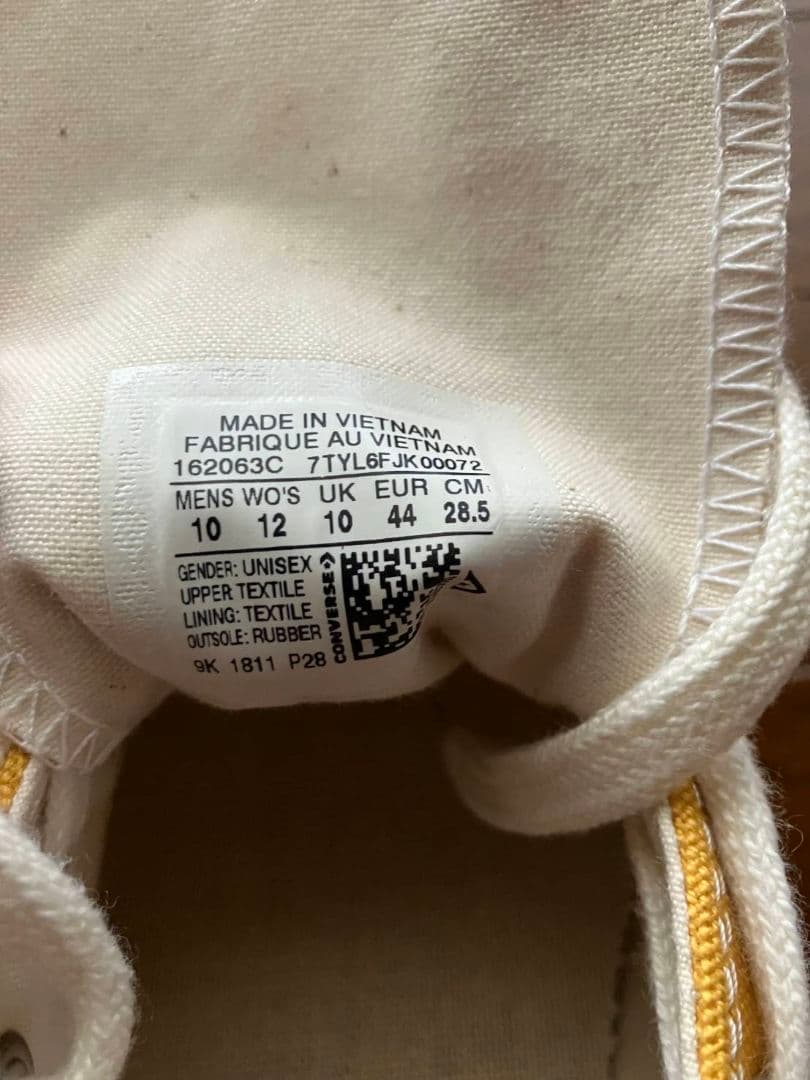 MADE IN VIETNAM
FABRIQUE AU VIETNAM
162063C 7TYL6FJK00072
MENS WO'S UK EUR CM
10 12 10 44 28.5
GENDER: UNISEX
UPPER TEXTILE
LINING: TEXTILE
OUTSOLE: RUBBER
9K 1811 P28
CONVERSE